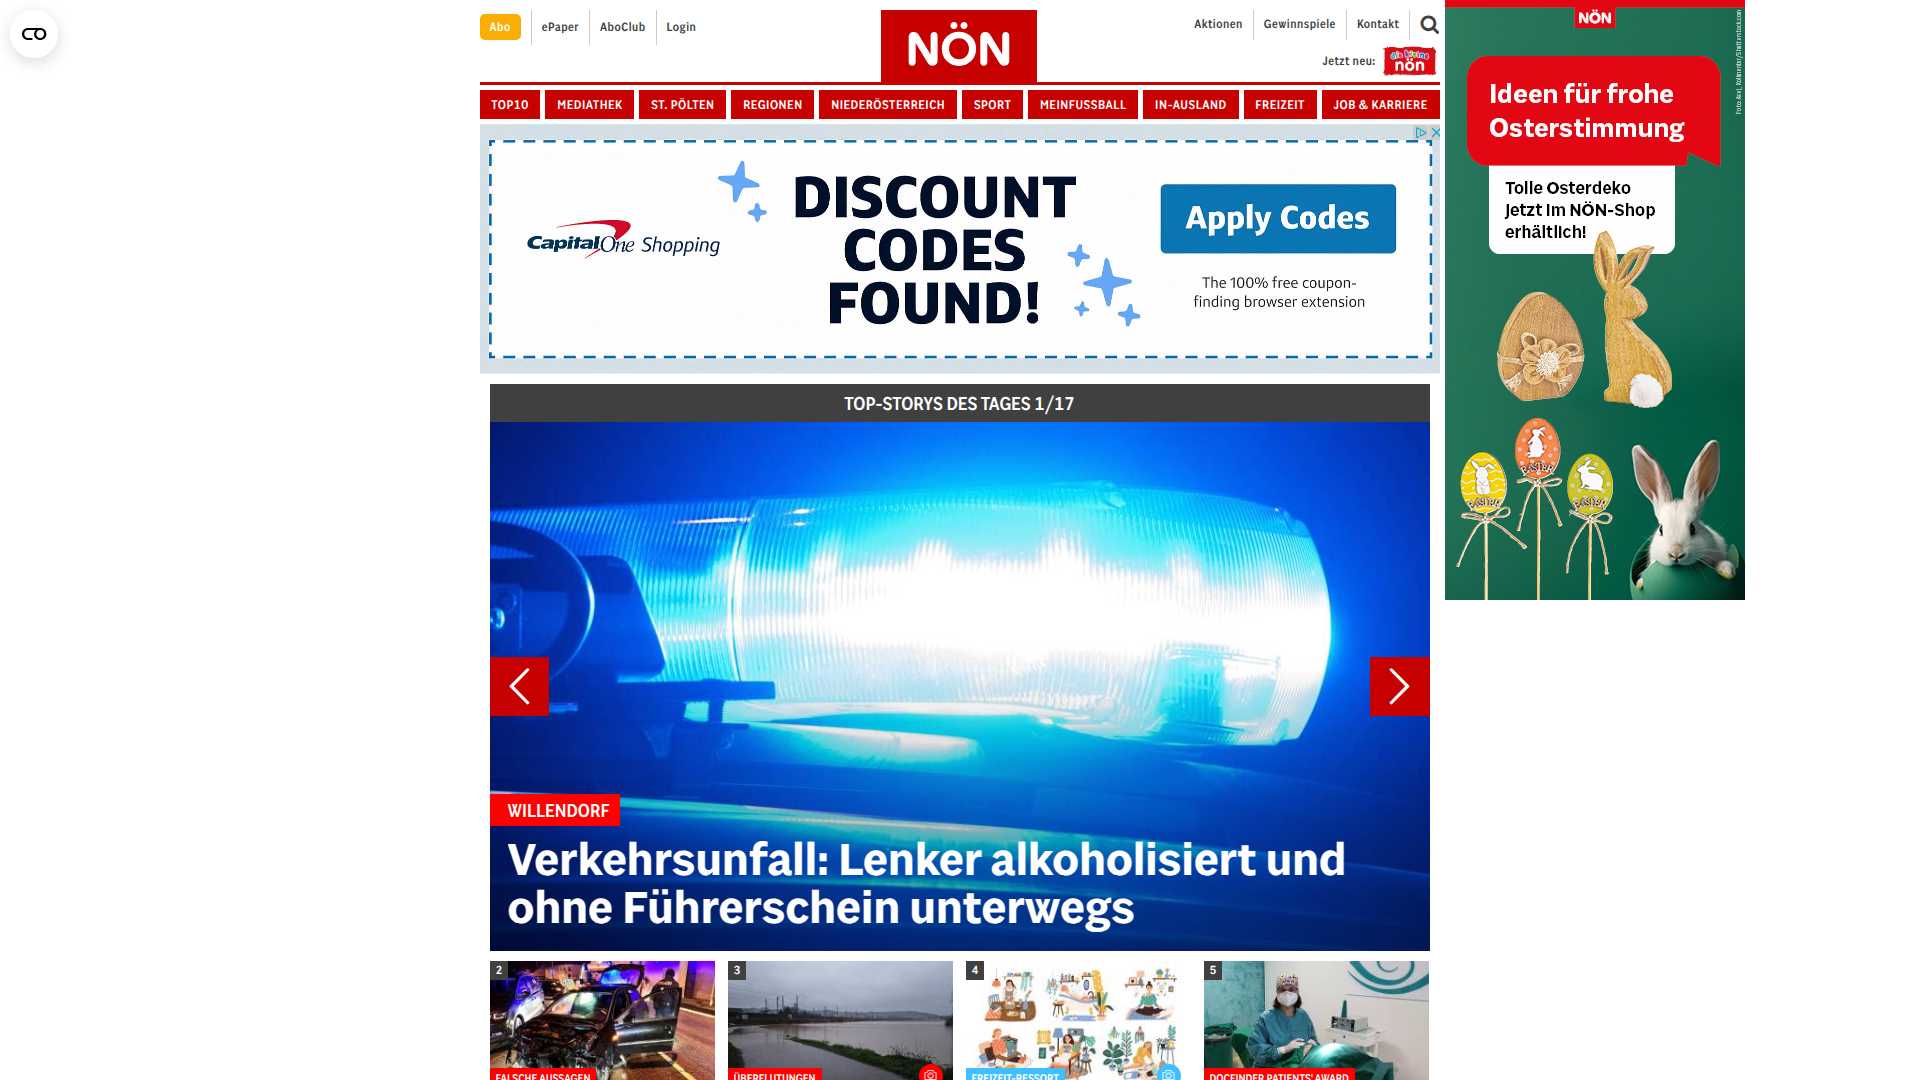 Abo
ePaper
AboClub
Login
NÖN
Aktionen
Gewinnspiele
Kontakt
Jetzt neu:
die kleine
nön
TOP10
MEDIATHEK
ST. PÖLTEN
REGIONEN
NIEDERÖSTERREICH
SPORT
MEINFUSSBALL
IN-AUSLAND
FREIZEIT
JOB & KARRIERE
CapitalOne Shopping
DISCOUNT
CODES
FOUND!
Apply Codes
The 100% free coupon-
finding browser extension
NÖN
Ideen für frohe
Osterstimmung
Tolle Osterdeko
jetzt im NÖN-Shop
erhältlich!
EASTER
EASTER
EASTER
TOP-STORYS DES TAGES 1/17
WILLENDORF
Verkehrsunfall: Lenker alkoholisiert und
ohne Führerschein unterwegs
2
3
4
5
FALSCHE AUSSAGEN
ÜBERFLUTUNGEN
FREIZEIT-RESSORT
DOCFINDER PATIENTS' AWARD